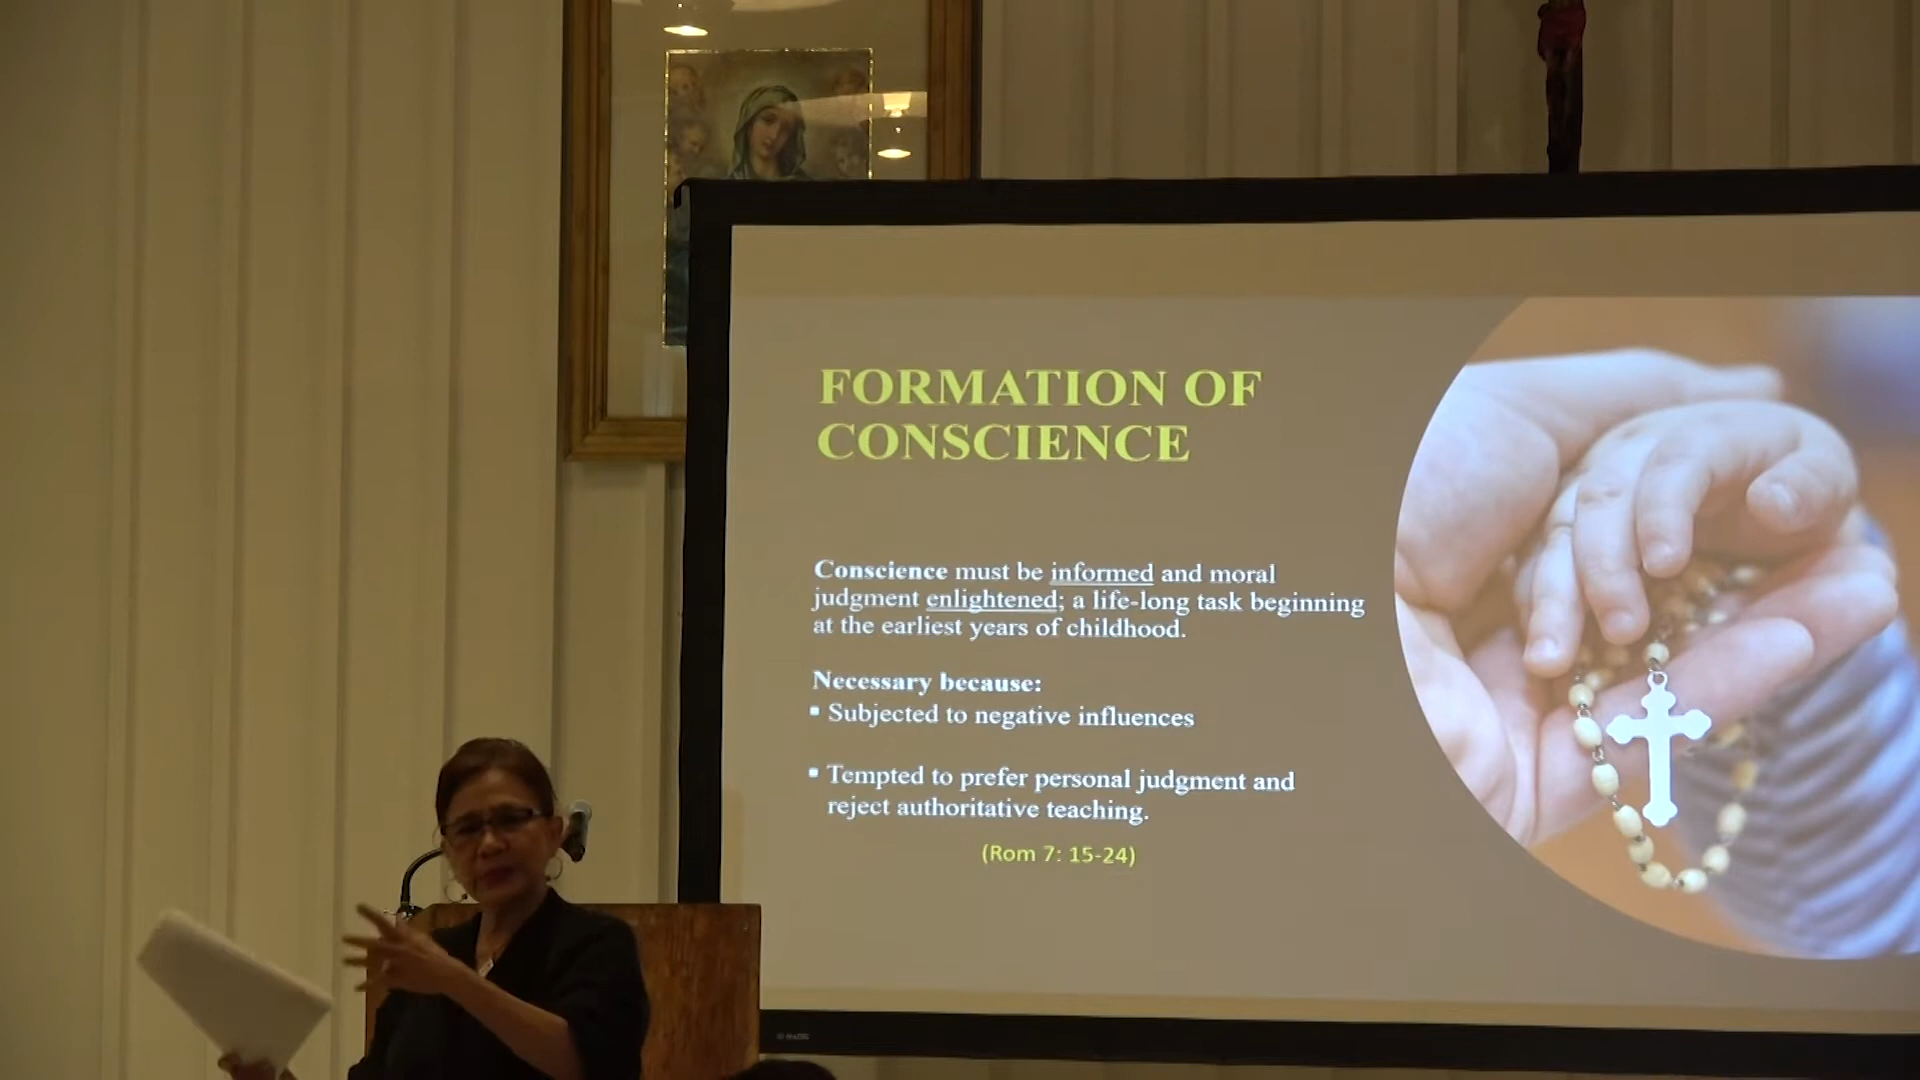 FORMATION OF
CONSCIENCE
Conscience must be informed and moral
judgment enlightened; a life-long task beginning
at the earliest years of childhood.
Necessary because:
▪ Subjected to negative influences
▪ Tempted to prefer personal judgment and
reject authoritative teaching.
(Rom 7: 15-24)